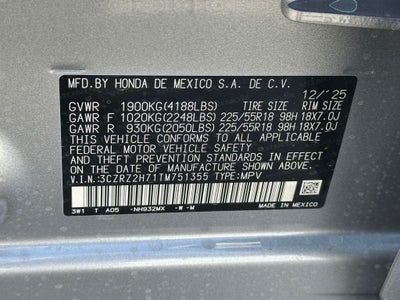 MFD.BY HONDA DE MEXICO S.A. DE C.V.
12/'25
GVWR 1900KG(4188LBS) TIRE SIZE RIM SIZE
GAWR F 1020KG(2248LBS) 225/55R18 98H 18X7.0J
GAWR R 930KG(2050LBS) 225/55R18 98H 18X7.0J
THIS VEHICLE CONFORMS TO ALL APPLICABLE
FEDERAL MOTOR VEHICLE SAFETY AND THEFT
PREVENTION STANDARDS IN EFFECT ON THE DATE
OF MANUFACTURE SHOWN ABOVE.
V.I.N.:3CZRZ2H71TM751355 TYPE:MPV
3W1 T A05 -NH932MX -W -M